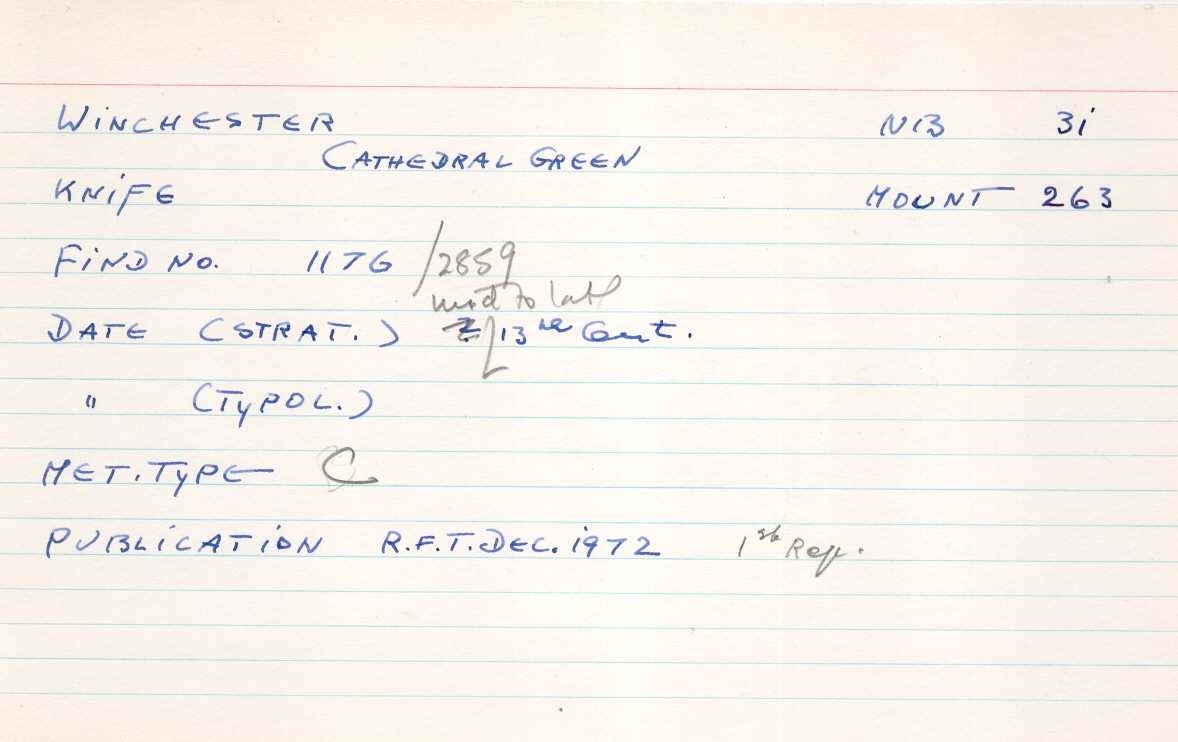 WINCHESTER NB 31
CATHEDRAL GREEN
KNIFE MOUNT 263
FIND NO. 1176 /2859
mid to late
DATE (STRAT.) 13th Cent.
" (TYPOL.)
MET. TYPE C
PUBLICATION R.F.T. DEC. 1972 1st Rep.